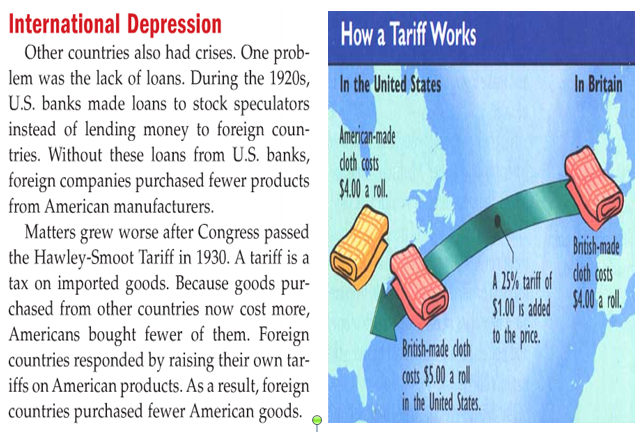 International Depression
Other countries also had crises. One prob-
lem was the lack of loans. During the 1920s,
U.S. banks made loans to stock speculators
instead of lending money to foreign coun-
tries. Without these loans from U.S. banks,
foreign companies purchased fewer products
from American manufacturers.
Matters grew worse after Congress passed
the Hawley-Smoot Tariff in 1930. A tariff is a
tax on imported goods. Because goods pur-
chased from other countries now cost more,
Americans bought fewer of them. Foreign
countries responded by raising their own tar-
iffs on American products. As a result, foreign
countries purchased fewer American goods.
How a Tariff Works
In the United States
In Britain
American-made
cloth costs
$4.00 a roll.
British-made
cloth costs
$4.00 a roll.
A 25% tariff of
$1.00 is added
to the price.
British-made cloth
costs $5.00 a roll
in the United States.